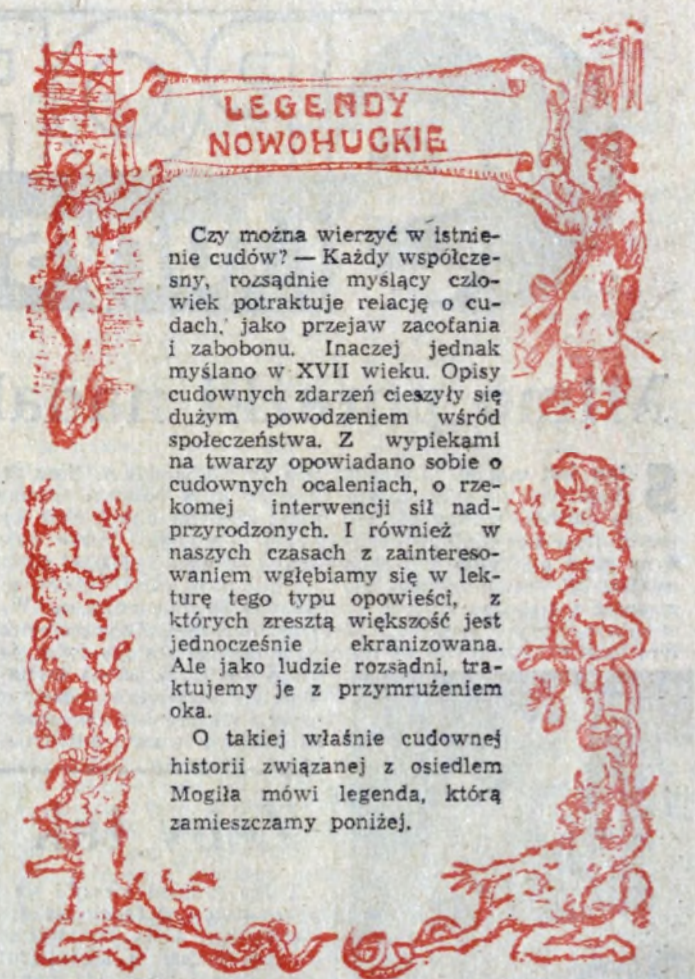 LEGENDY
NOWOHUCKIE
Czy można wierzyć w istnie-
nie cudów? — Każdy współcze-
sny, rozsądnie myślący czło-
wiek potraktuje relację o cu-
dach, jako przejaw zacofania
i zabobonu. Inaczej jednak
myślano w XVII wieku. Opisy
cudownych zdarzeń cieszyły się
dużym powodzeniem wśród
społeczeństwa. Z wypiekami
na twarzy opowiadano sobie o
cudownych ocaleniach, o rze-
komej interwencji sił nad-
przyrodzonych. I również w
naszych czasach z zaintereso-
waniem wgłębiamy się w lek-
turę tego typu opowieści, z
których zresztą większość jest
jednocześnie ekranizowana.
Ale jako ludzie rozsądni, tra-
ktujemy je z przymrużeniem
oka.
O takiej właśnie cudownej
historii związanej z osiedlem
Mogiła mówi legenda, którą
zamieszczamy poniżej.